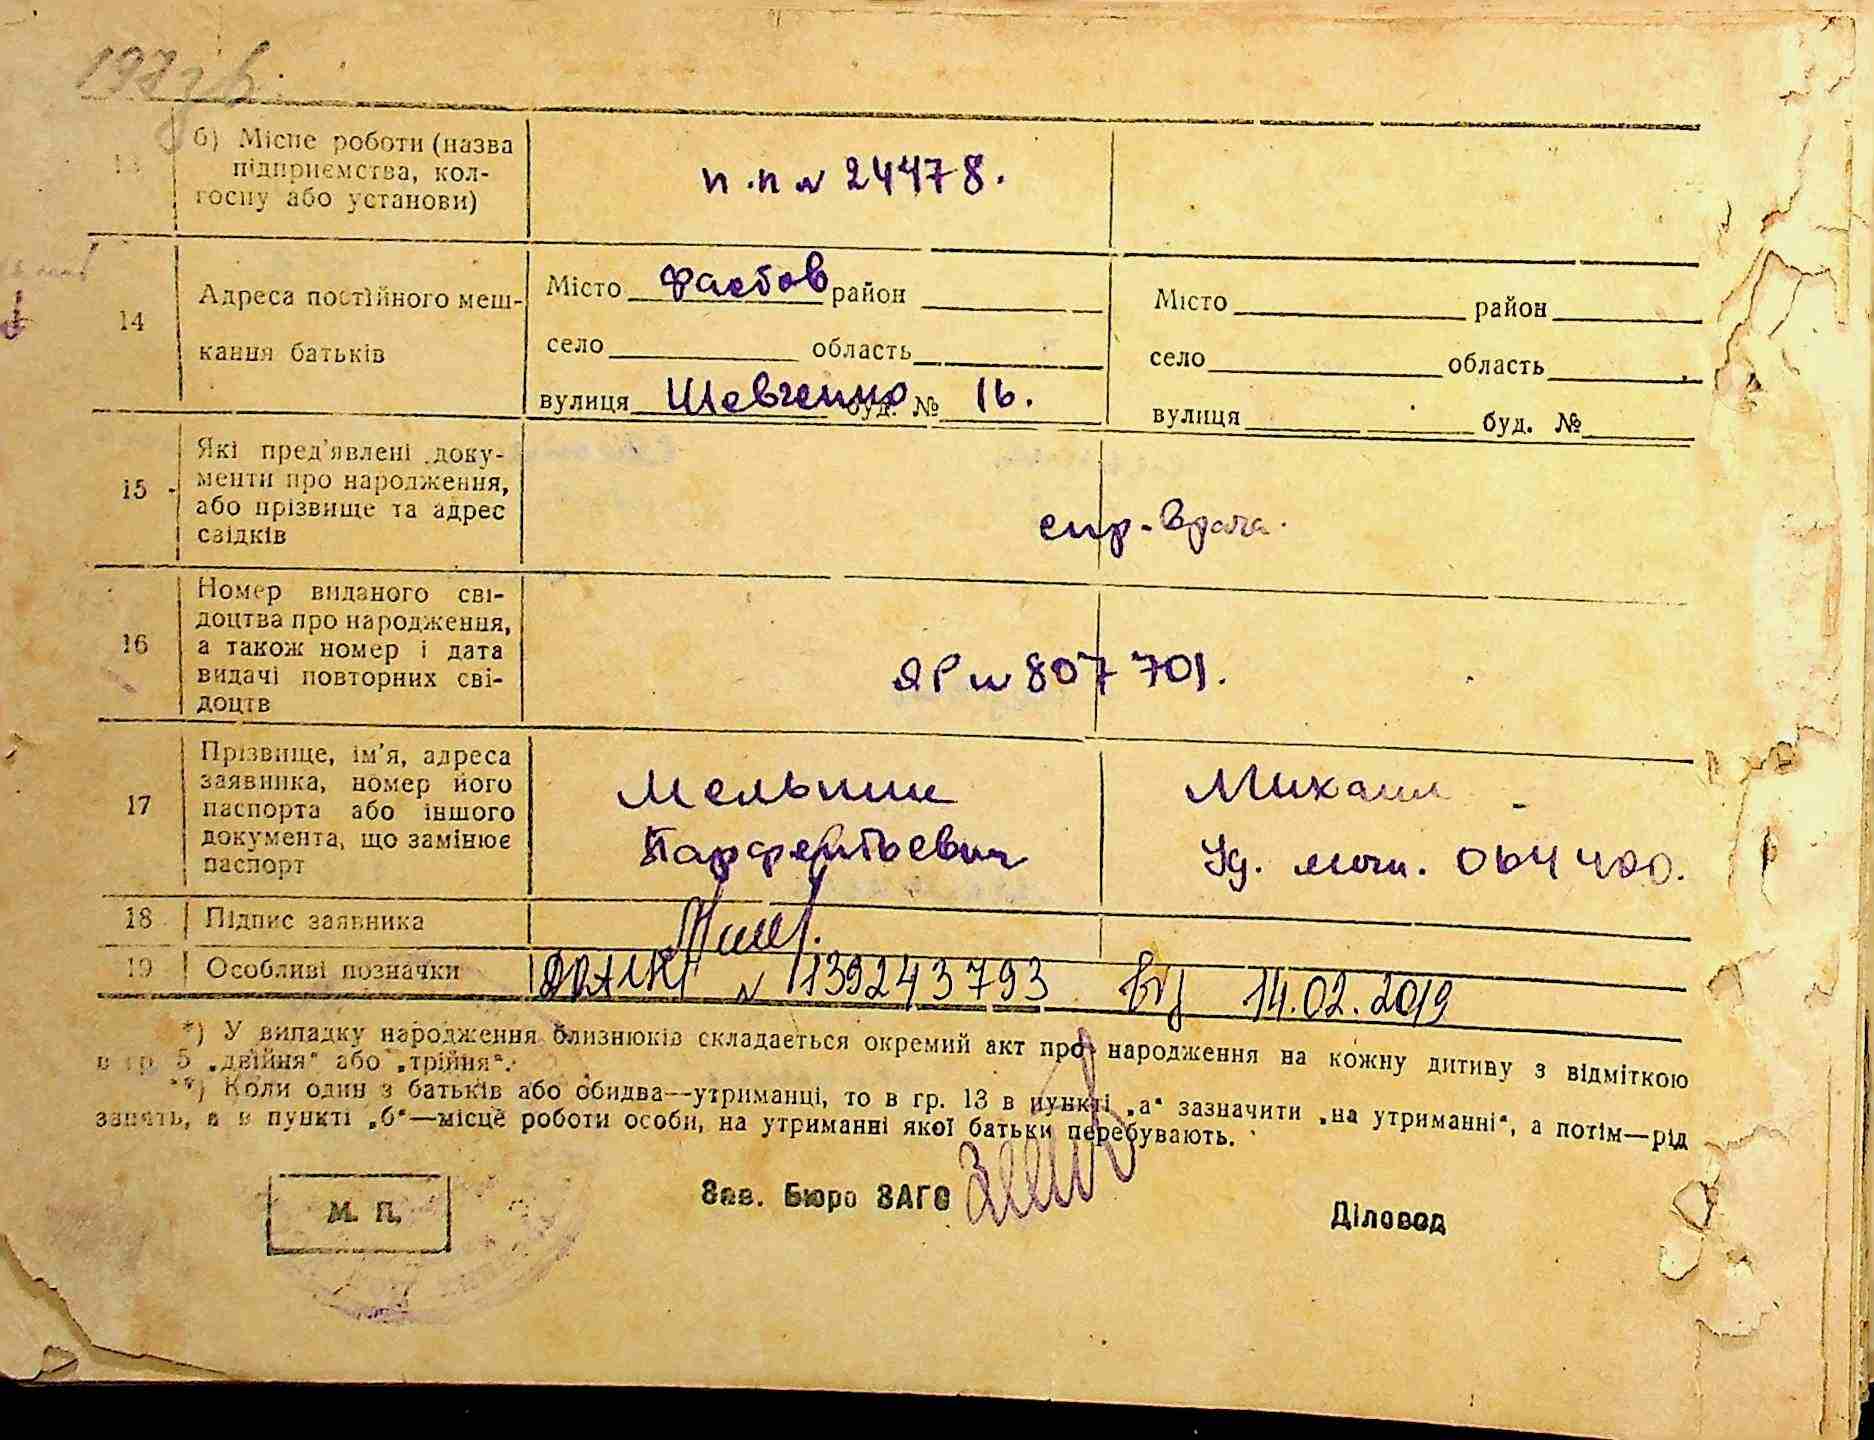 197
13
б) Місце роботи (назва
підприємства, кол-
госпу або установи)
п.п № 24478.
14
Адреса постійного меш-
кання батьків
Місто Фастов район
село область
вулиця Шевченко буд. № 16.
Місто район
село область
вулиця буд. №
15
Які пред'явлені доку-
менти про народження,
або прізвище та адрес
свідків
спр. врача.
16
Номер виданого сві-
доцтва про народження,
а також номер і дата
видачі повторних сві-
доцтв
ЯР № 807701.
17
Прізвище, ім'я, адреса
заявника, номер його
паспорта або іншого
документа, що замінює
паспорт
Мельник Михаил
Парфентьевич Уд. личн. 064400.
18 Підпис заявника
19 Особливі позначки
№ 139243793 від 14.02.2019
*) У випадку народження близнюків складається окремий акт про народження на кожну дитину з відміткою
в гр. 5 „двійня“ або „трійня“.
**) Коли один з батьків або обидва—утриманці, то в гр. 13 в пункті „а“ зазначити „на утриманні“, а потім—рід
занять, а в пункті „б“—місце роботи особи, на утриманні якої батьки перебувають.
М. П.
Зав. Бюро ЗАГС
Діловод